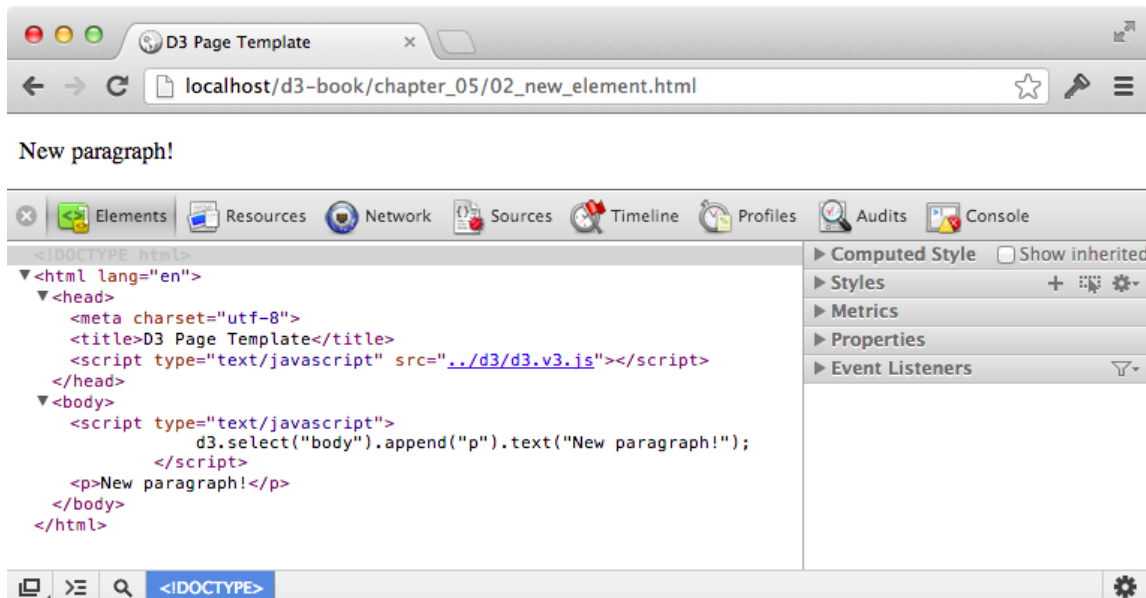 D3 Page Template
localhost/d3-book/chapter_05/02_new_element.html
New paragraph!
Elements Resources Network Sources Timeline Profiles Audits Console
<!DOCTYPE html>
<html lang="en">
<head>
<meta charset="utf-8">
<title>D3 Page Template</title>
<script type="text/javascript" src="../d3/d3.v3.js"></script>
</head>
<body>
<script type="text/javascript">
d3.select("body").append("p").text("New paragraph!");
</script>
<p>New paragraph!</p>
</body>
</html>
Computed Style Show inherited
Styles
Metrics
Properties
Event Listeners
<!DOCTYPE>